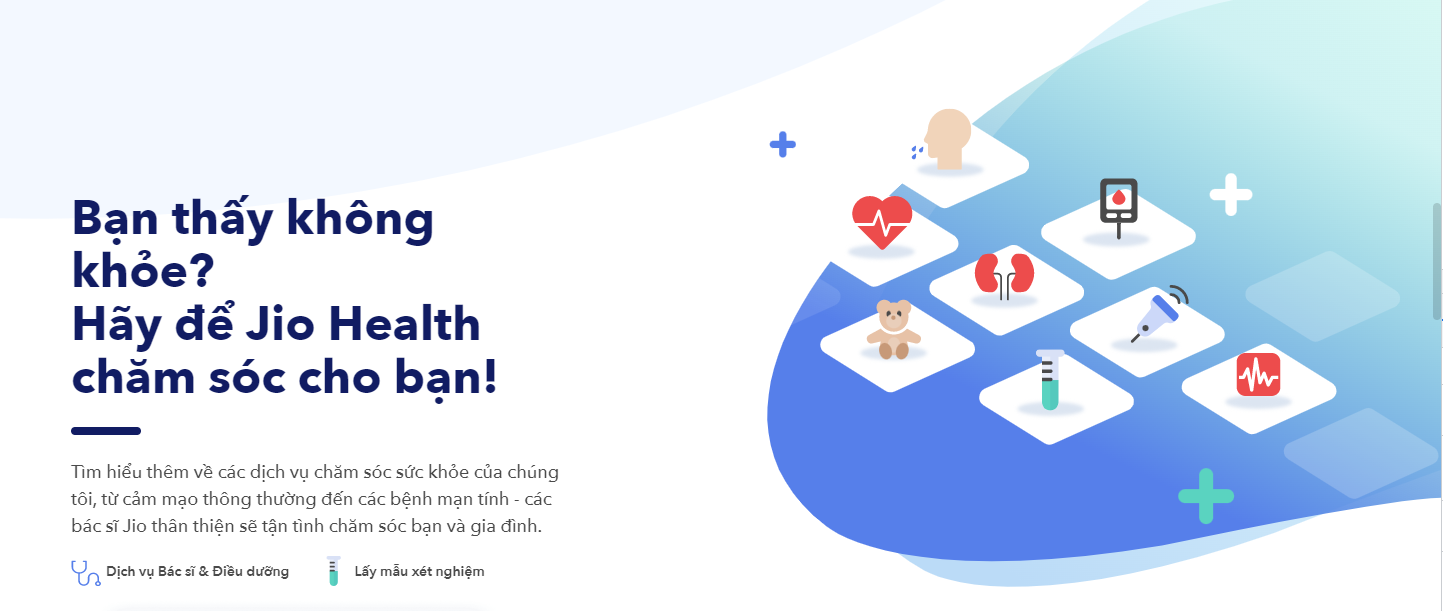 Bạn thấy không
khỏe?
Hãy để Jio Health
chăm sóc cho bạn!
Tìm hiểu thêm về các dịch vụ chăm sóc sức khỏe của chúng
tôi, từ cảm mạo thông thường đến các bệnh mạn tính - các
bác sĩ Jio thân thiện sẽ tận tình chăm sóc bạn và gia đình.
Dịch vụ Bác sĩ & Điều dưỡng
Lấy mẫu xét nghiệm